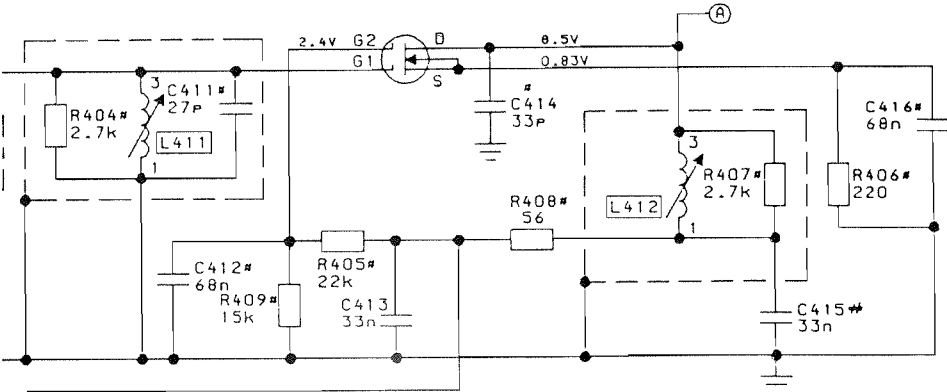 A
2.4V G2 D 8.5V
G1 S 0.83V
3
C411#
27p
R404#
2.7k
L411
1
#
C414
33p
C416#
68n
3
R407#
2.7k
R406#
220
L412
1
R408#
56
C412#
68n
R405#
22k
R409#
15k
C413
33n
C415#
33n